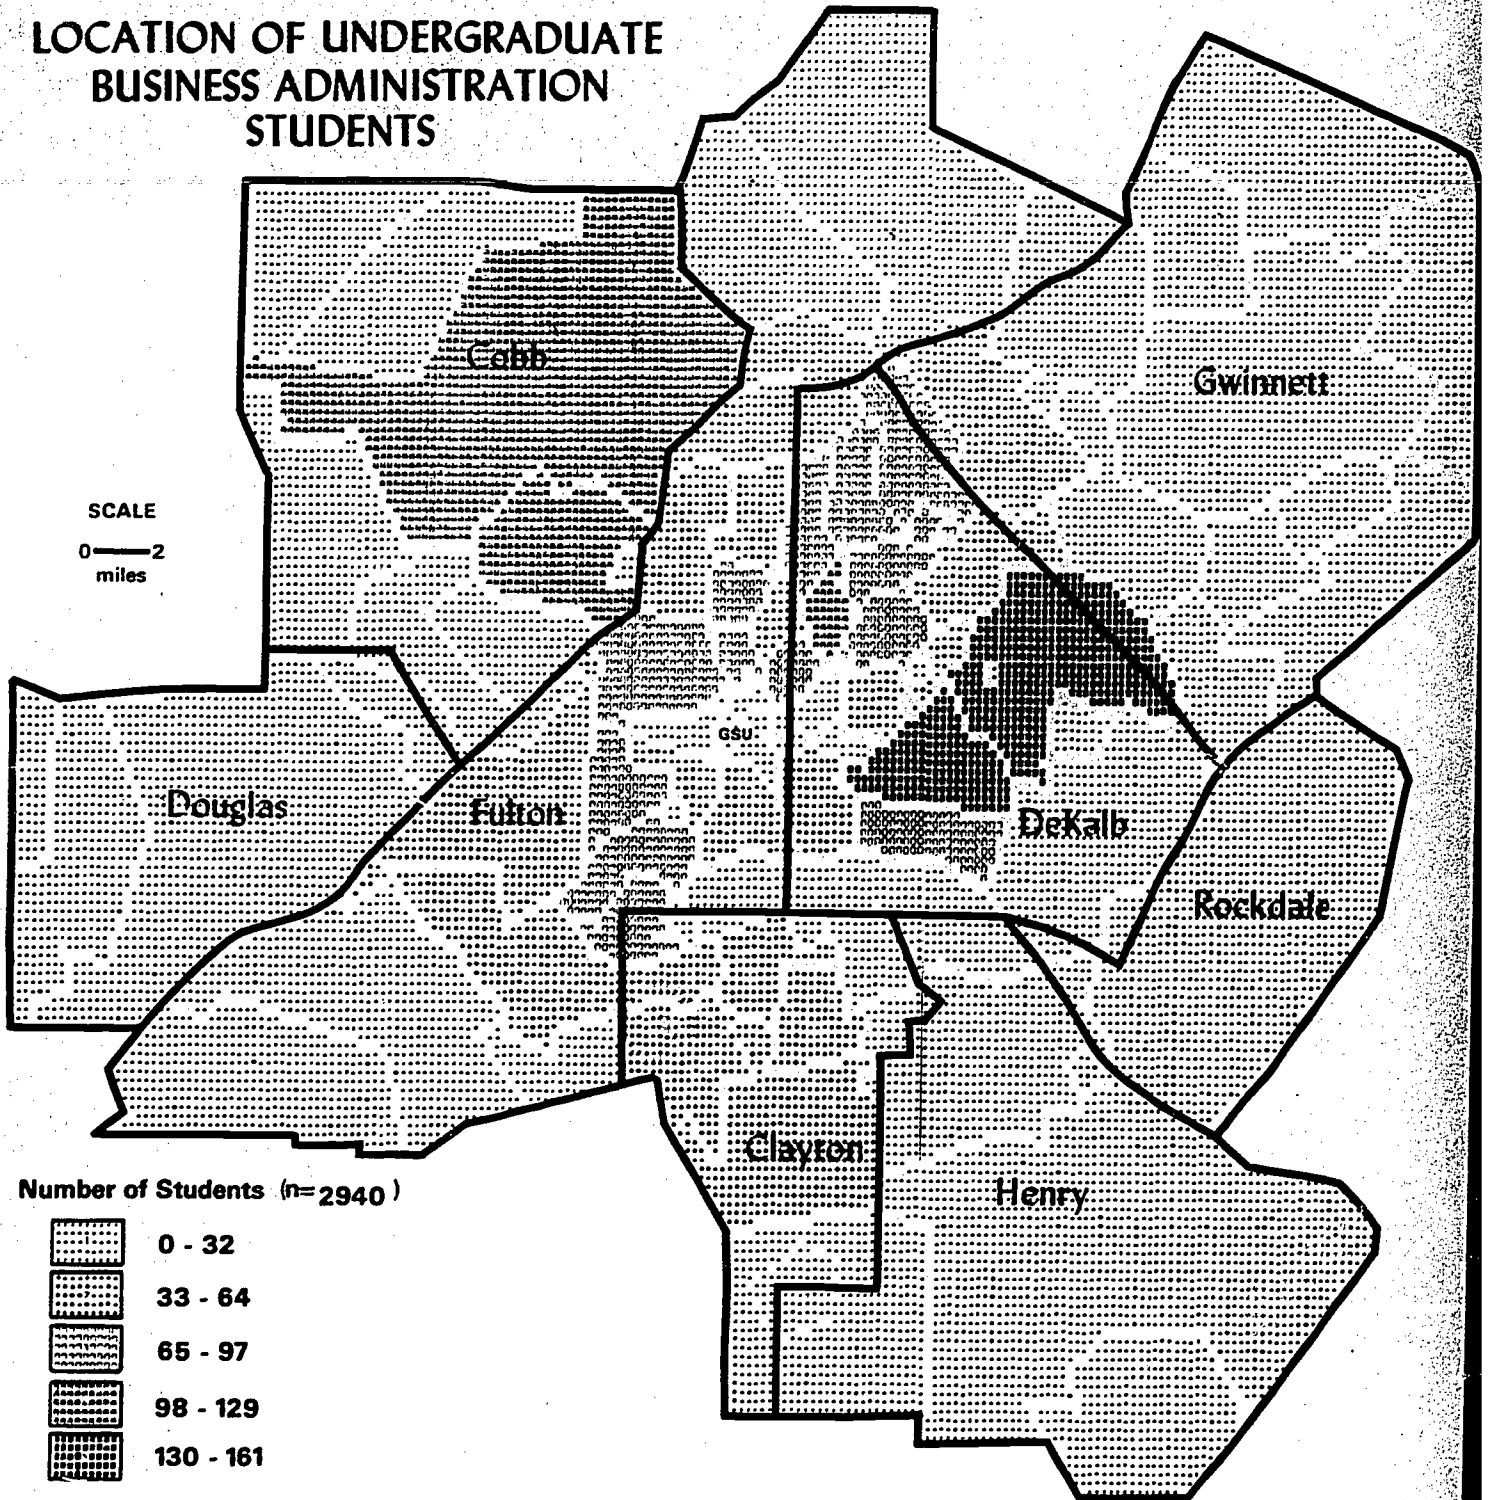 LOCATION OF UNDERGRADUATE
BUSINESS ADMINISTRATION
STUDENTS
Cobb
Gwinnett
SCALE
0 2
miles
GSU
Douglas
Fulton
DeKalb
Rockdale
Clayton
Henry
Number of Students (n=2940)
0 - 32
33 - 64
65 - 97
98 - 129
130 - 161